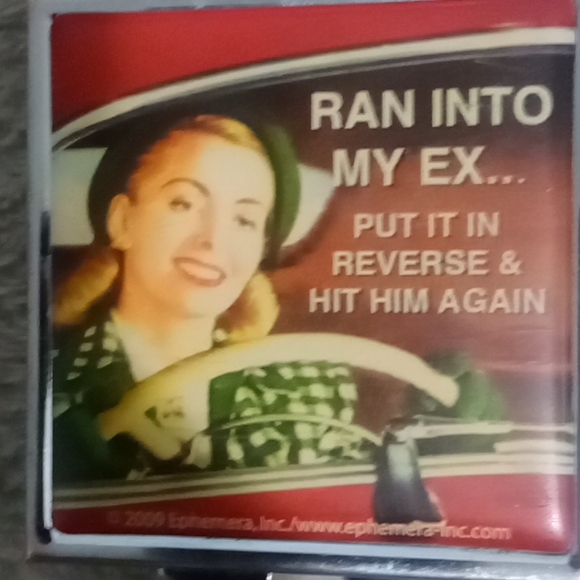 RAN INTO
MY EX...
PUT IT IN
REVERSE &
HIT HIM AGAIN
© 2009 Ephemera, Inc./www.ephemera-inc.com